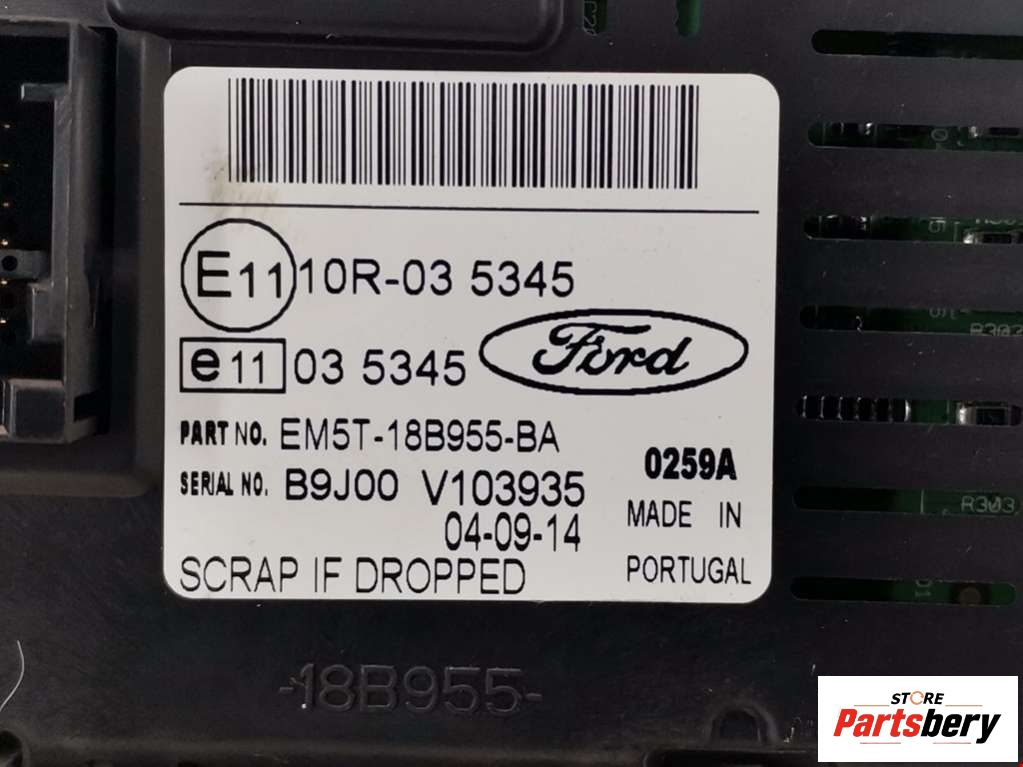 E11 10R-03 5345
e11 03 5345
Ford
PART NO. EM5T-18B955-BA
SERIAL NO. B9J00 V103935
0259A
04-09-14
MADE IN
PORTUGAL
SCRAP IF DROPPED
-18B955-
R303
STORE
Partsbery